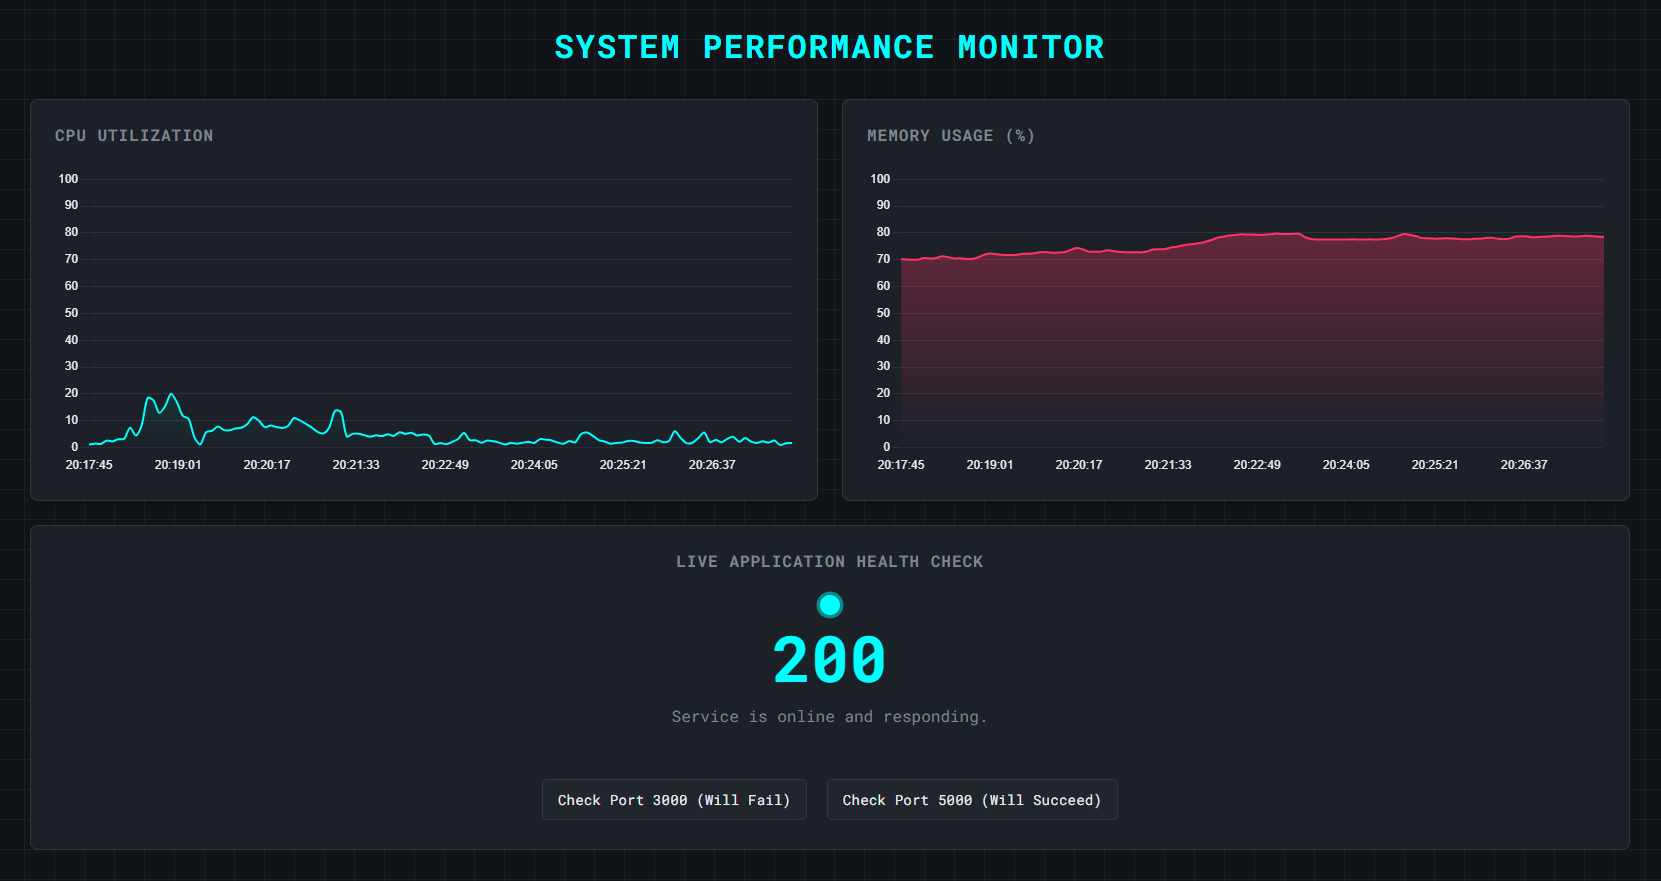 SYSTEM PERFORMANCE MONITOR
CPU UTILIZATION
100
90
80
70
60
50
40
30
20
10
0
20:17:45 20:19:01 20:20:17 20:21:33 20:22:49 20:24:05 20:25:21 20:26:37
MEMORY USAGE (%)
100
90
80
70
60
50
40
30
20
10
0
20:17:45 20:19:01 20:20:17 20:21:33 20:22:49 20:24:05 20:25:21 20:26:37
LIVE APPLICATION HEALTH CHECK
200
Service is online and responding.
Check Port 3000 (Will Fail) Check Port 5000 (Will Succeed)